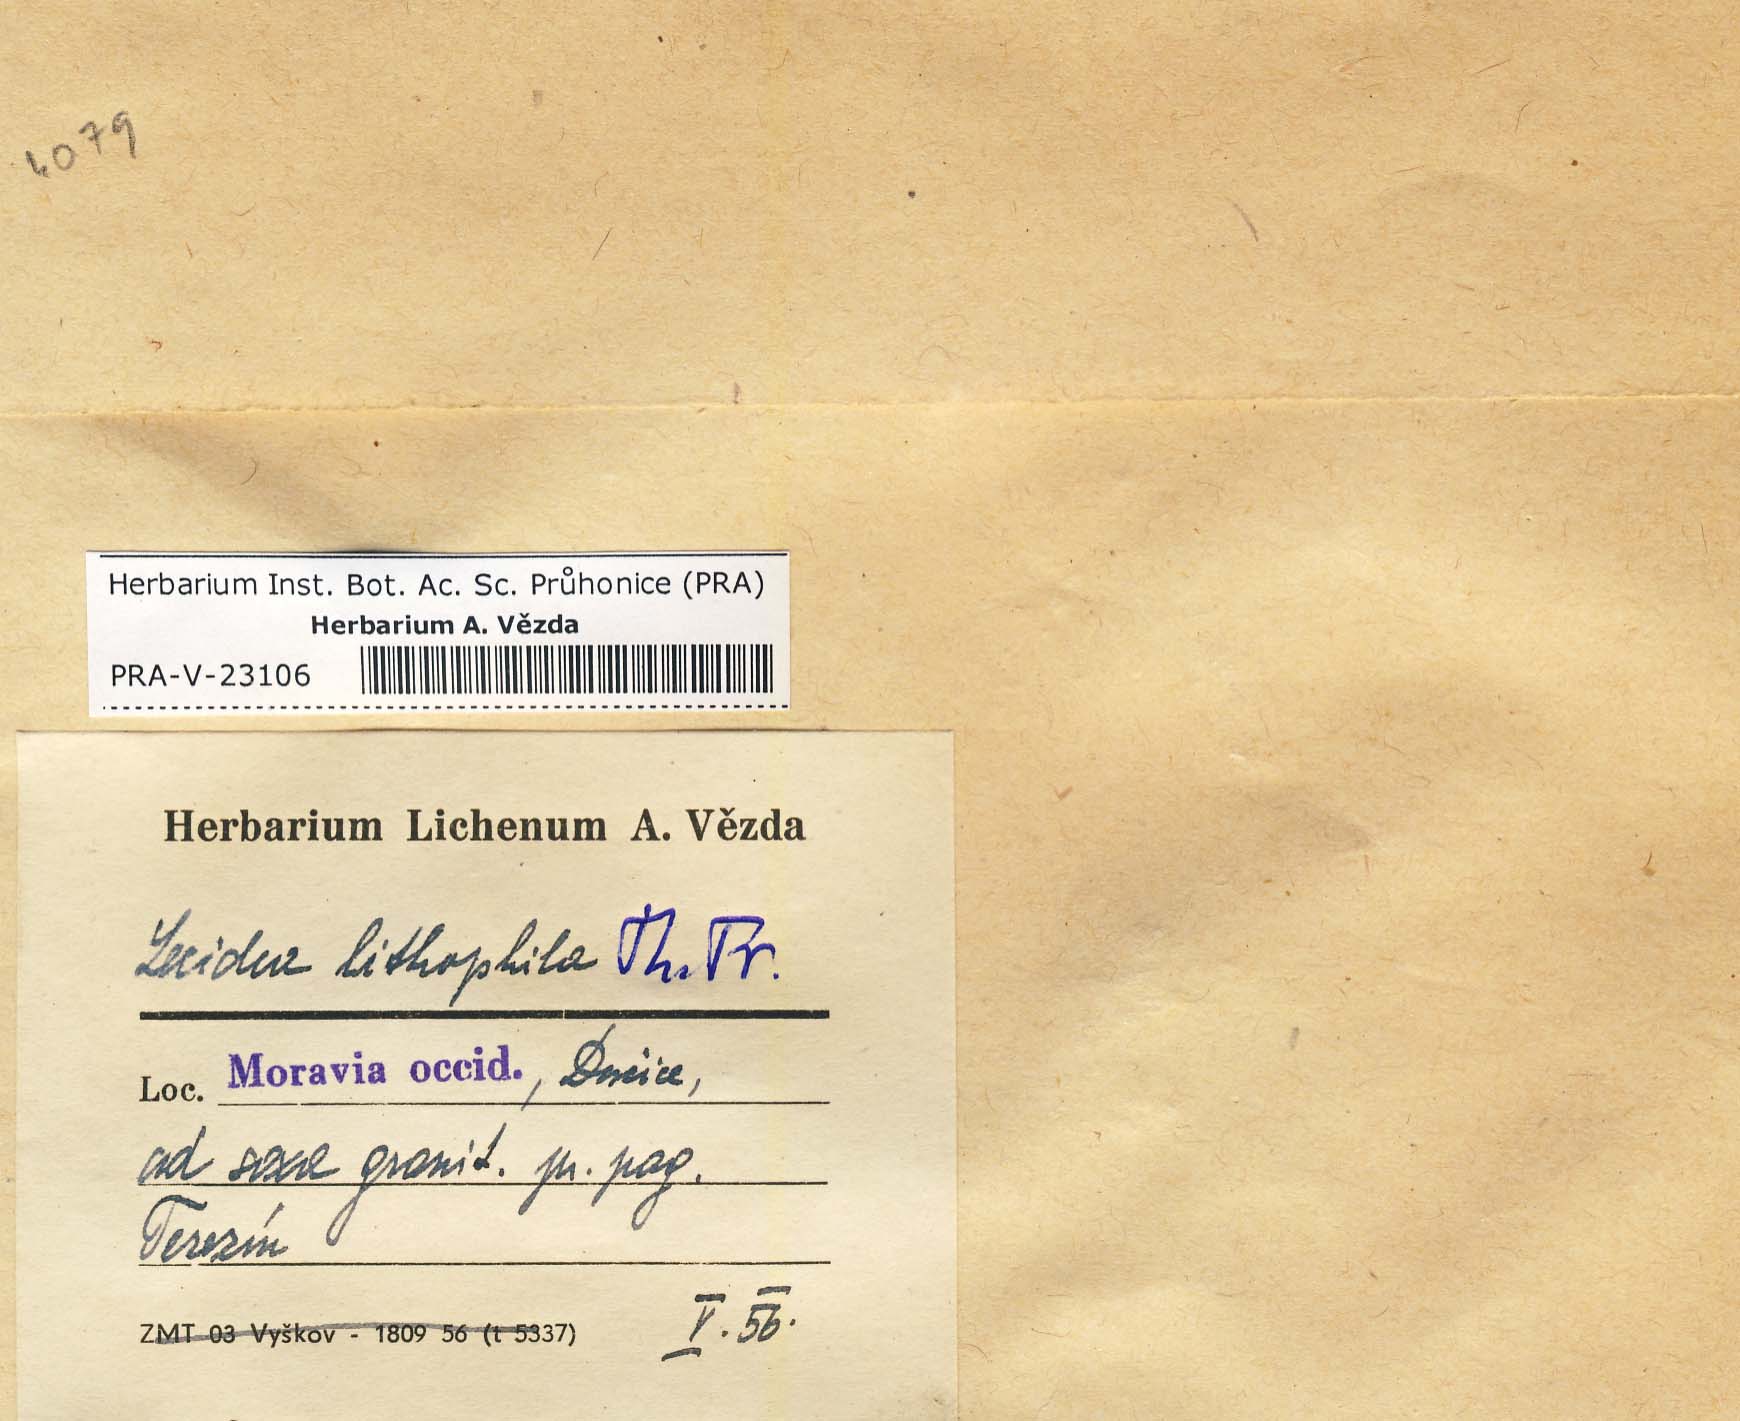 4079
Herbarium Inst. Bot. Ac. Sc. Průhonice (PRA)
Herbarium A. Vězda
PRA-V-23106
Herbarium Lichenum A. Vězda
Lecidea lithophila Th. Fr.
Loc. Moravia occid., Dačice,
ad saxa granit. pr. pag.
Terezín
ZMT 03 Vyškov - 1809 56 (t 5337)
V. 56.